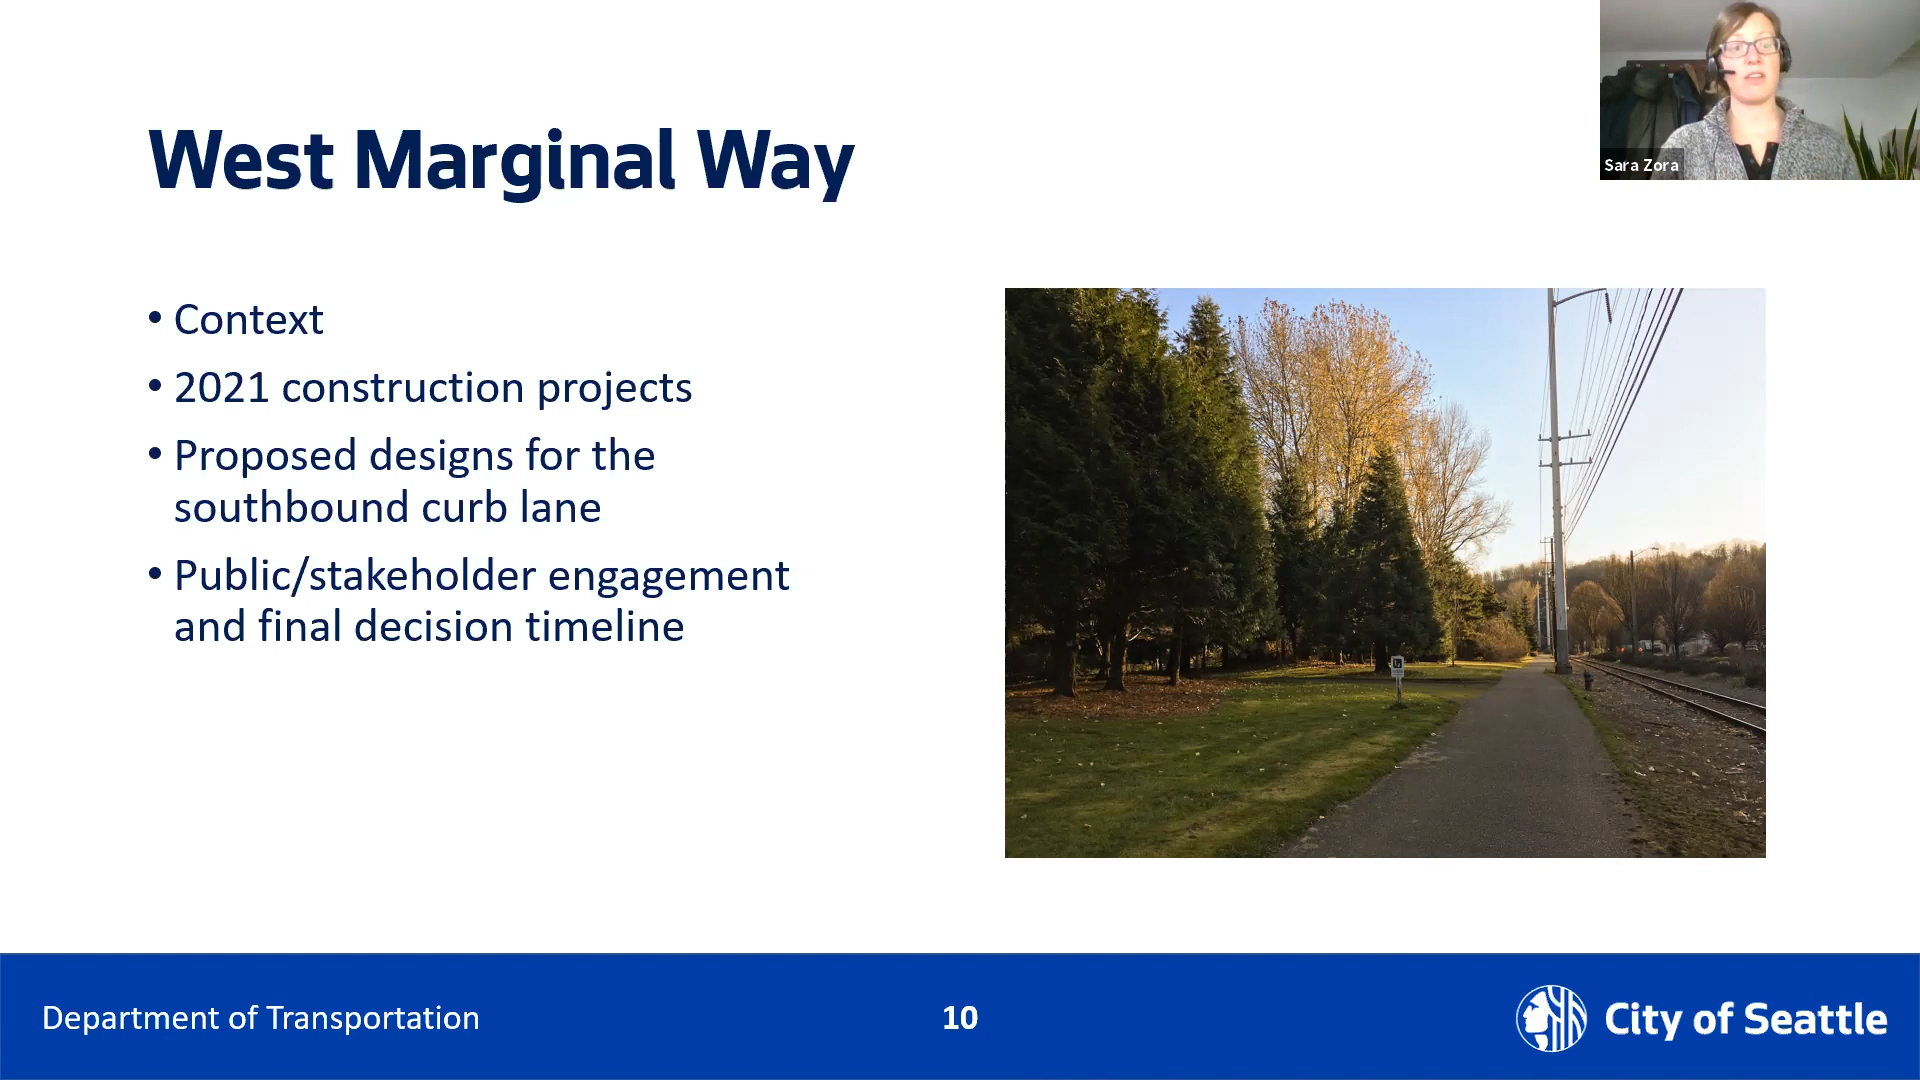 West Marginal Way
Sara Zora
• Context
• 2021 construction projects
• Proposed designs for the
southbound curb lane
• Public/stakeholder engagement
and final decision timeline
Department of Transportation
10
City of Seattle